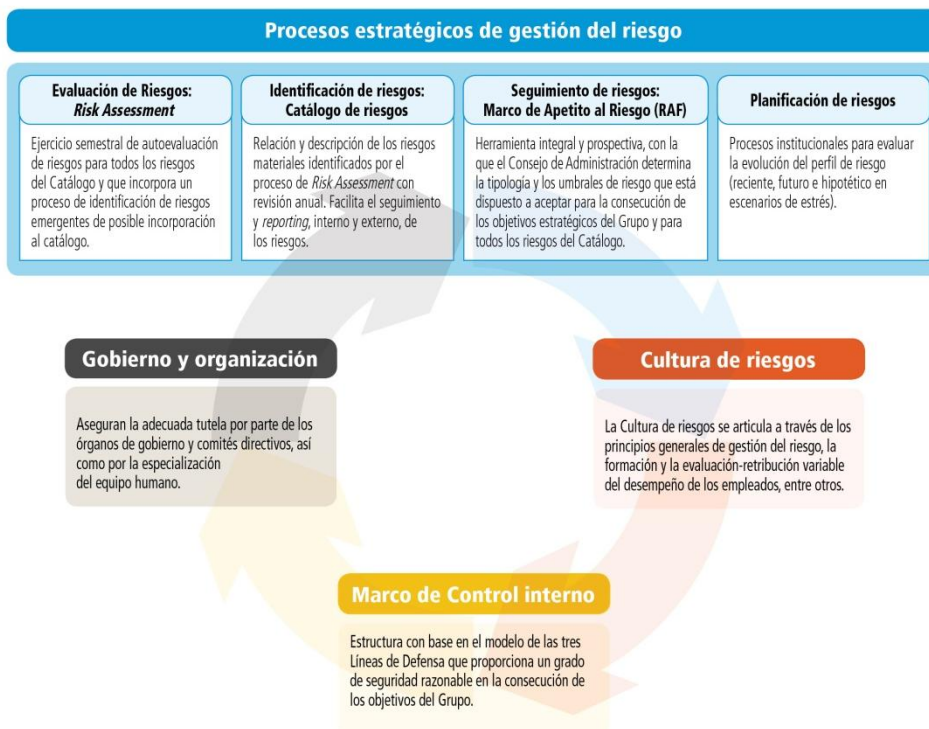 Procesos estratégicos de gestión del riesgo
Evaluación de Riesgos:
Risk Assessment
Ejercicio semestral de autoevaluación
de riesgos para todos los riesgos
del Catálogo y que incorpora un
proceso de identificación de riesgos
emergentes de posible incorporación
al catálogo.
Identificación de riesgos:
Catálogo de riesgos
Relación y descripción de los riesgos
materiales identificados por el
proceso de Risk Assessment con
revisión anual. Facilita el seguimiento
y reporting, interno y externo, de
los riesgos.
Seguimiento de riesgos:
Marco de Apetito al Riesgo (RAF)
Herramienta integral y prospectiva, con la
que el Consejo de Administración determina
la tipología y los umbrales de riesgo que está
dispuesto a aceptar para la consecución de
los objetivos estratégicos del Grupo y para
todos los riesgos del Catálogo.
Planificación de riesgos
Procesos institucionales para evaluar
la evolución del perfil de riesgo
(reciente, futuro e hipotético en
escenarios de estrés).
Gobierno y organización
Aseguran la adecuada tutela por parte de los
órganos de gobierno y comités directivos, así
como por la especialización
del equipo humano.
Cultura de riesgos
La Cultura de riesgos se articula a través de los
principios generales de gestión del riesgo, la
formación y la evaluación-retribución variable
del desempeño de los empleados, entre otros.
Marco de Control interno
Estructura con base en el modelo de las tres
Líneas de Defensa que proporciona un grado
de seguridad razonable en la consecución de
los objetivos del Grupo.